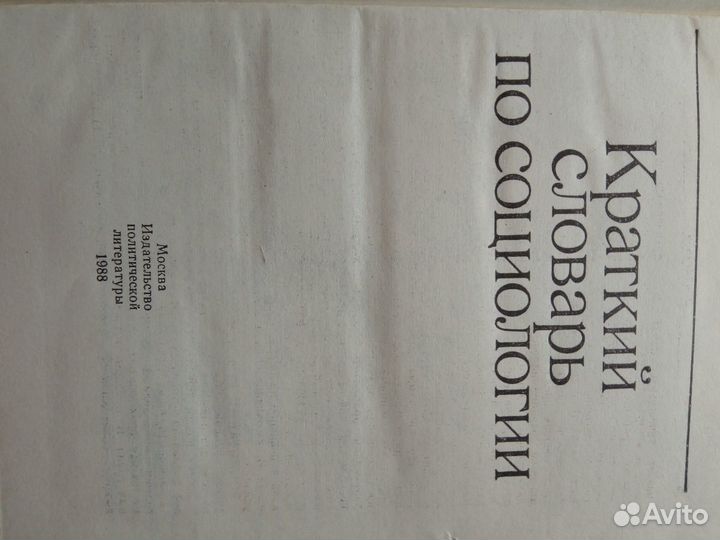 Краткий
словарь
по социологии
Москва
Издательство
политической
литературы
1988
Avito